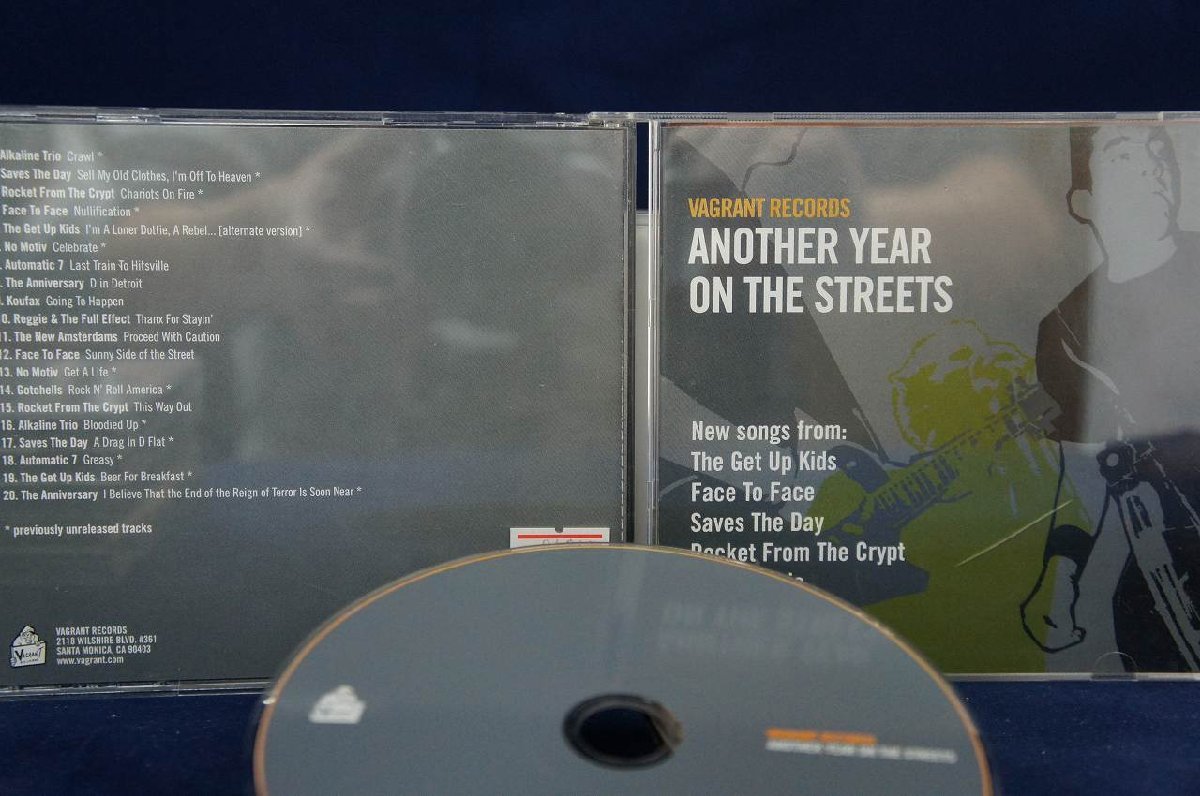 Alkaline Trio Crawl *
Saves The Day Sell My Old Clothes, I'm Off To Heaven *
Rocket From The Crypt Chariots On Fire *
Face To Face Nullification *
The Get Up Kids I'm A Loner Dottie, A Rebel... [alternate version] *
No Motiv Celebrate *
Automatic 7 Last Train To Hitsville
The Anniversary D in Detroit
Koufax Going To Happen
0. Reggie & The Full Effect Thanx For Stayin'
11. The New Amsterdams Proceed With Caution
12. Face To Face Sunny Side of the Street
13. No Motiv Get A Life *
14. Gotohells Rock N' Roll America *
15. Rocket From The Crypt This Way Out
16. Alkaline Trio Bloodied Up *
17. Saves The Day A Drag in D Flat *
18. Automatic 7 Greasy *
19. The Get Up Kids Beer For Breakfast *
20. The Anniversary I Believe That the End of the Reign of Terror Is Soon Near *
* previously unreleased tracks
VAGRANT
VAGRANT RECORDS
2118 WILSHIRE BLVD. #361
SANTA MONICA, CA 90403
www.vagrant.com
VAGRANT RECORDS
ANOTHER YEAR
ON THE STREETS
New songs from:
The Get Up Kids
Face To Face
Saves The Day
Rocket From The Crypt
VAGRANT RECORDS
ANOTHER YEAR ON THE STREETS